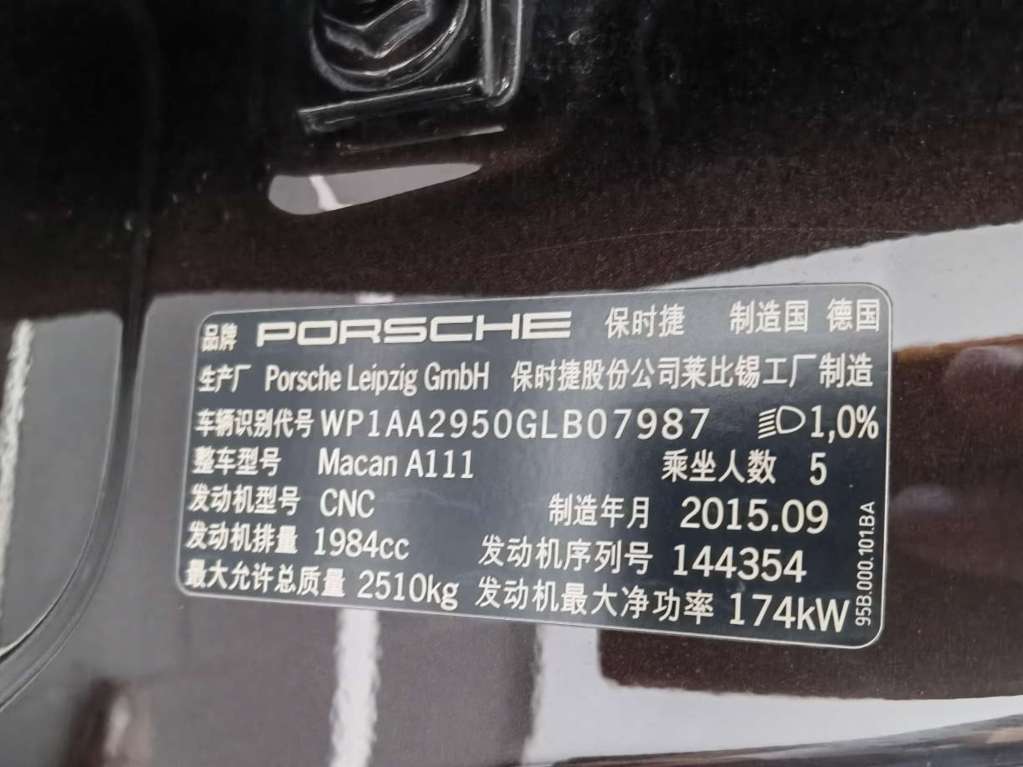 品牌 PORSCHE 保时捷 制造国 德国
生产厂 Porsche Leipzig GmbH 保时捷股份公司莱比锡工厂制造
车辆识别代号 WP1AA2950GLB07987 1,0%
整车型号 Macan A111 乘坐人数 5
发动机型号 CNC 制造年月 2015.09
发动机排量 1984cc 发动机序列号 144354
最大允许总质量 2510kg 发动机最大净功率 174kW
95B.000.101.BA